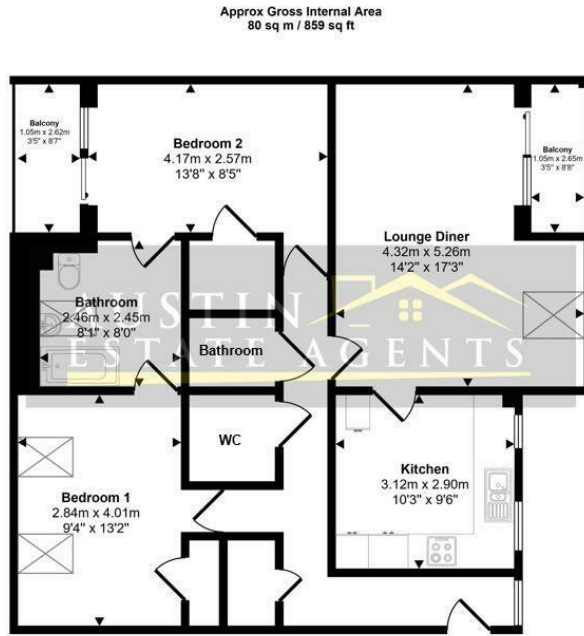 Approx Gross Internal Area
80 sq m / 859 sq ft
Balcony
1.05m x 2.62m
3'5" x 8'7"
Bedroom 2
4.17m x 2.57m
13'8" x 8'5"
Balcony
1.05m x 2.65m
3'5" x 8'8"
Lounge Diner
4.32m x 5.26m
14'2" x 17'3"
Bathroom
2.46m x 2.45m
8'1" x 8'0"
AUSTIN
ESTATE AGENTS
Bathroom
WC
Kitchen
3.12m x 2.90m
10'3" x 9'6"
Bedroom 1
2.84m x 4.01m
9'4" x 13'2"